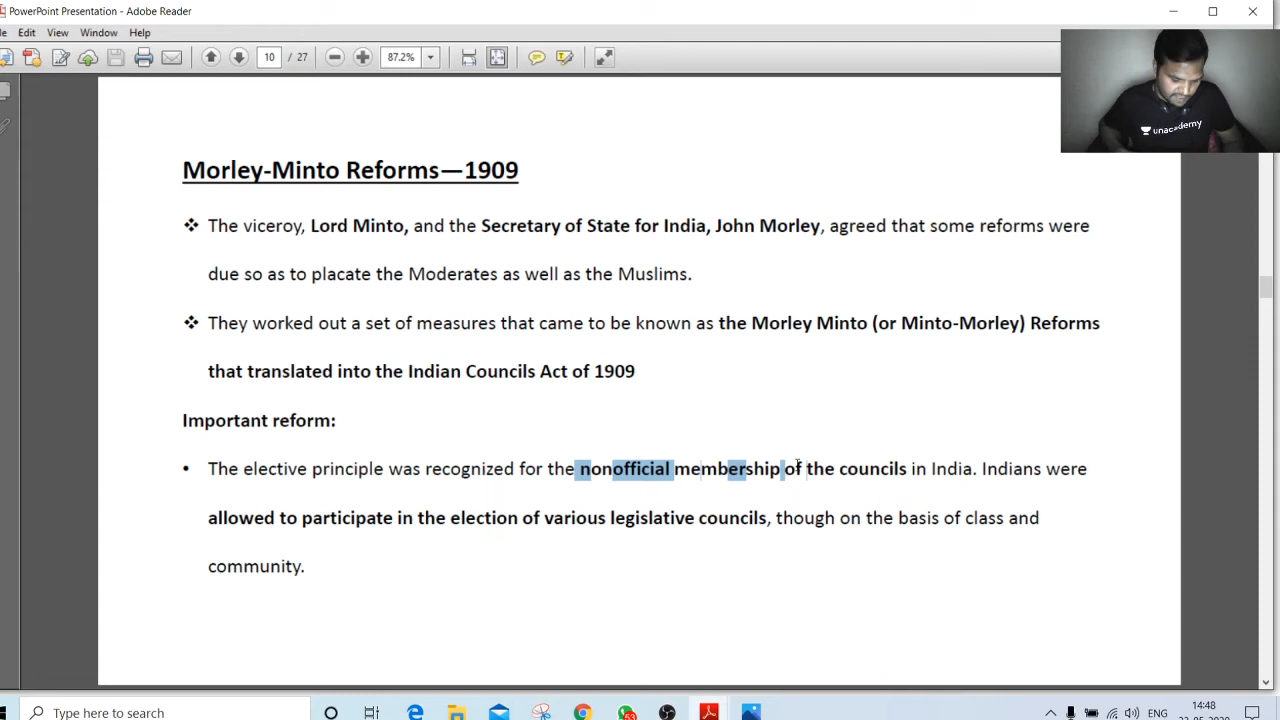 PowerPoint Presentation - Adobe Reader
Edit View Window Help
10 / 27 87.2%
unacademy
Morley-Minto Reforms—1909
❖ The viceroy, Lord Minto, and the Secretary of State for India, John Morley, agreed that some reforms were
due so as to placate the Moderates as well as the Muslims.
❖ They worked out a set of measures that came to be known as the Morley Minto (or Minto-Morley) Reforms
that translated into the Indian Councils Act of 1909
Important reform:
• The elective principle was recognized for the nonofficial membership of the councils in India. Indians were
allowed to participate in the election of various legislative councils, though on the basis of class and
community.
Type here to search
ENG
14:48